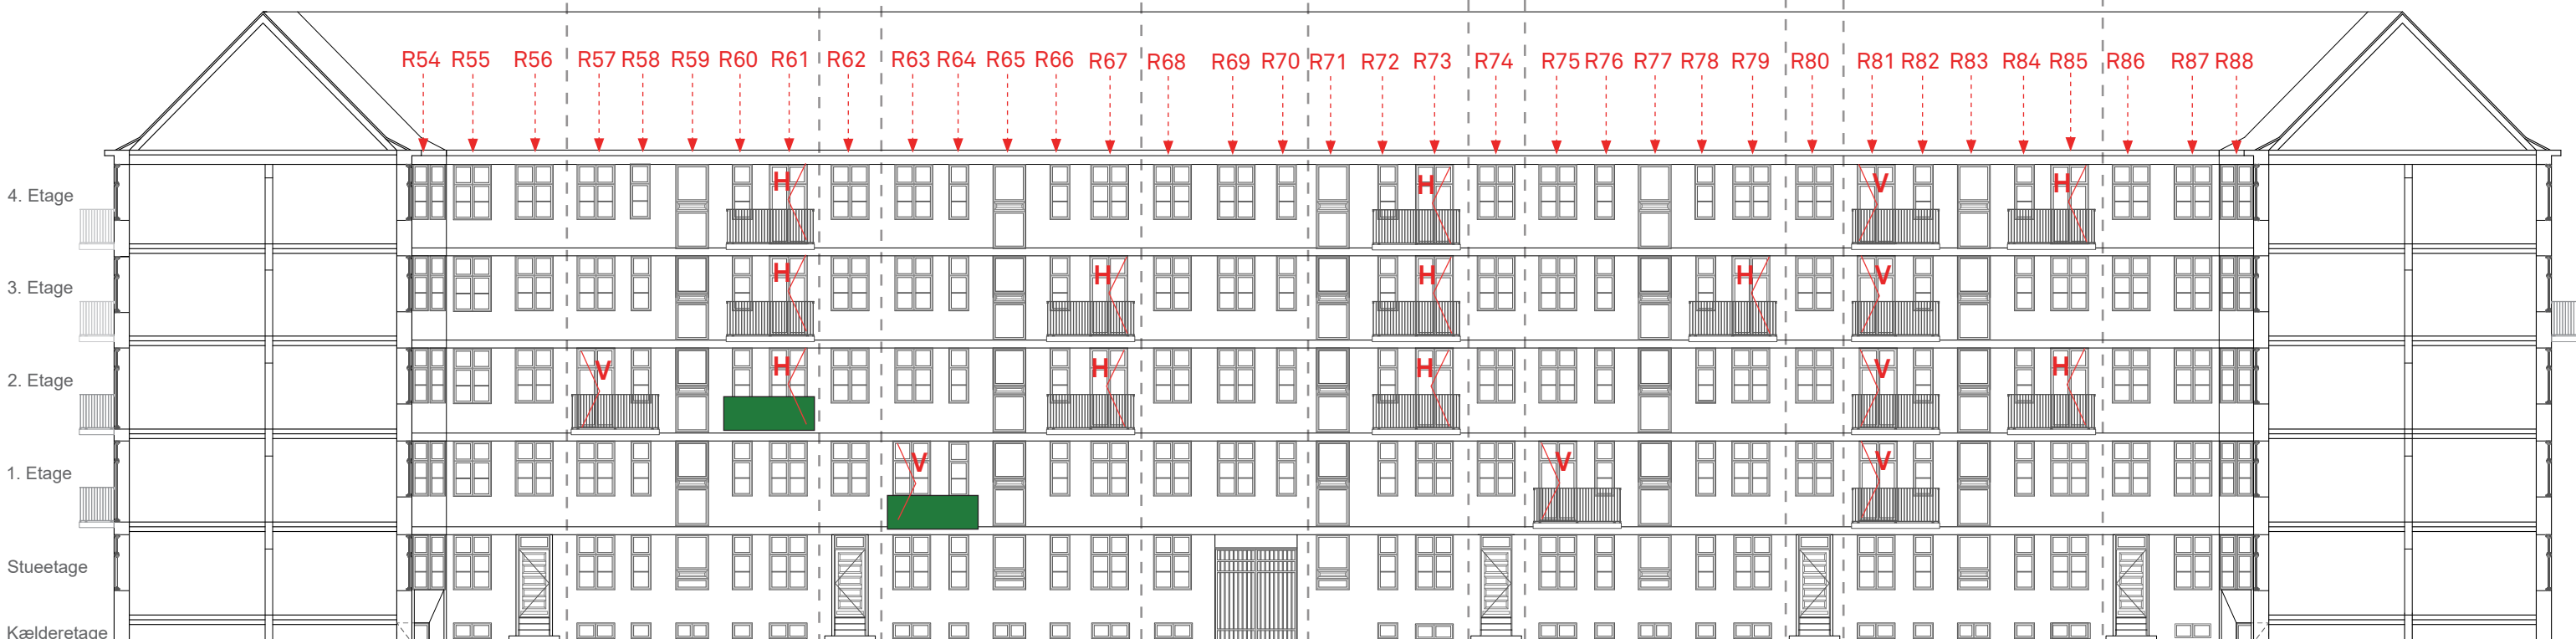 R54 R55 R56 R57 R58 R59 R60 R61 R62 R63 R64 R65 R66 R67 R68 R69 R70 R71 R72 R73 R74 R75 R76 R77 R78 R79 R80 R81 R82 R83 R84 R85 R86 R87 R88
4. Etage H H V H
3. Etage H H H H V
2. Etage V H H H V H
1. Etage V V V
Stueetage
Kælderetage